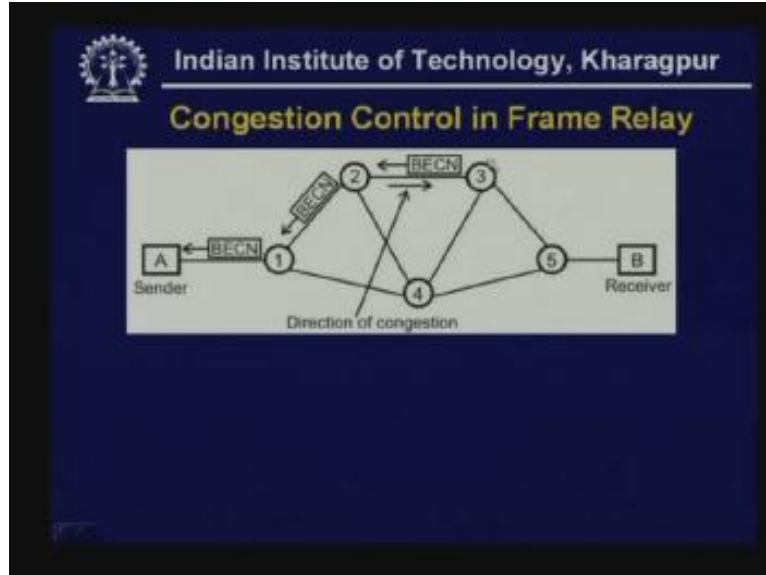 Indian Institute of Technology, Kharagpur
Congestion Control in Frame Relay
2 BECN 3
BECN
A BECN 1 5 B
Sender 4 Receiver
Direction of congestion